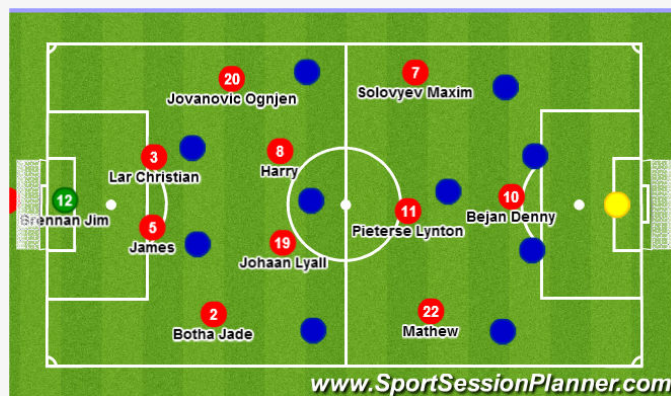 20
Jovanovic Ognjen
7
Solovyev Maxim
3
Lar Christian
8
Harry
12
Brennan Jim
5
James
19
Johaan Lyall
11
Pieterse Lynton
10
Bejan Denny
2
Botha Jade
22
Mathew
www.SportSessionPlanner.com